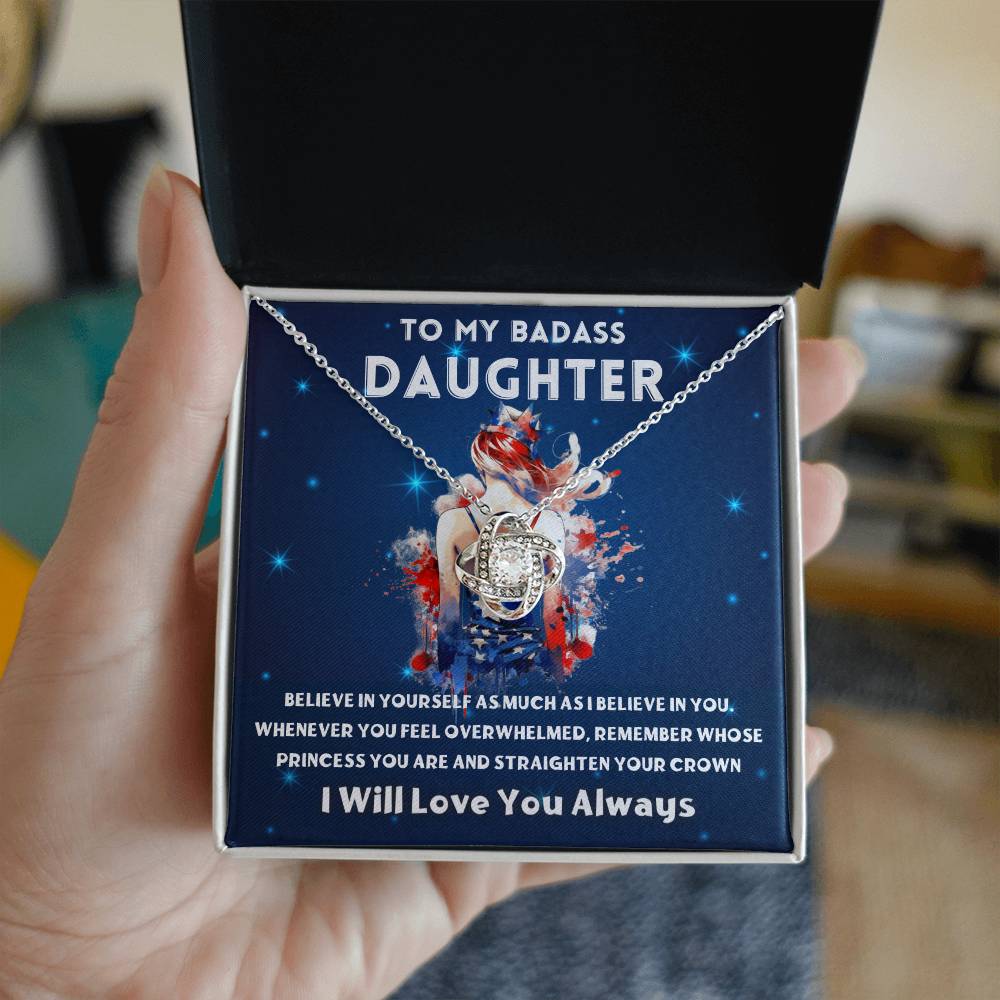 TO MY BADASS
DAUGHTER
BELIEVE IN YOURSELF AS MUCH AS I BELIEVE IN YOU.
WHENEVER YOU FEEL OVERWHELMED, REMEMBER WHOSE
PRINCESS YOU ARE AND STRAIGHTEN YOUR CROWN
I Will Love You Always